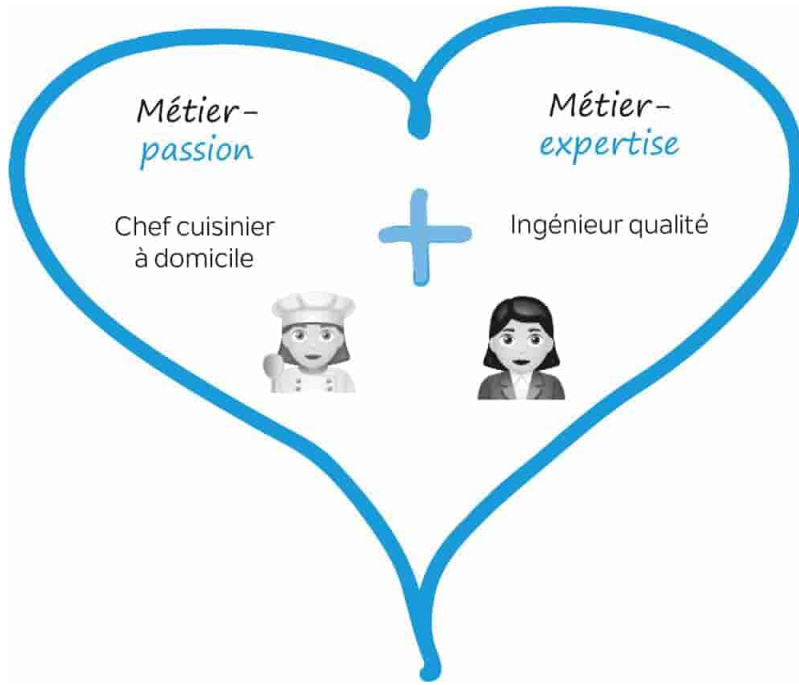 Métier-
passion
Chef cuisinier
à domicile
Métier-
expertise
Ingénieur qualité